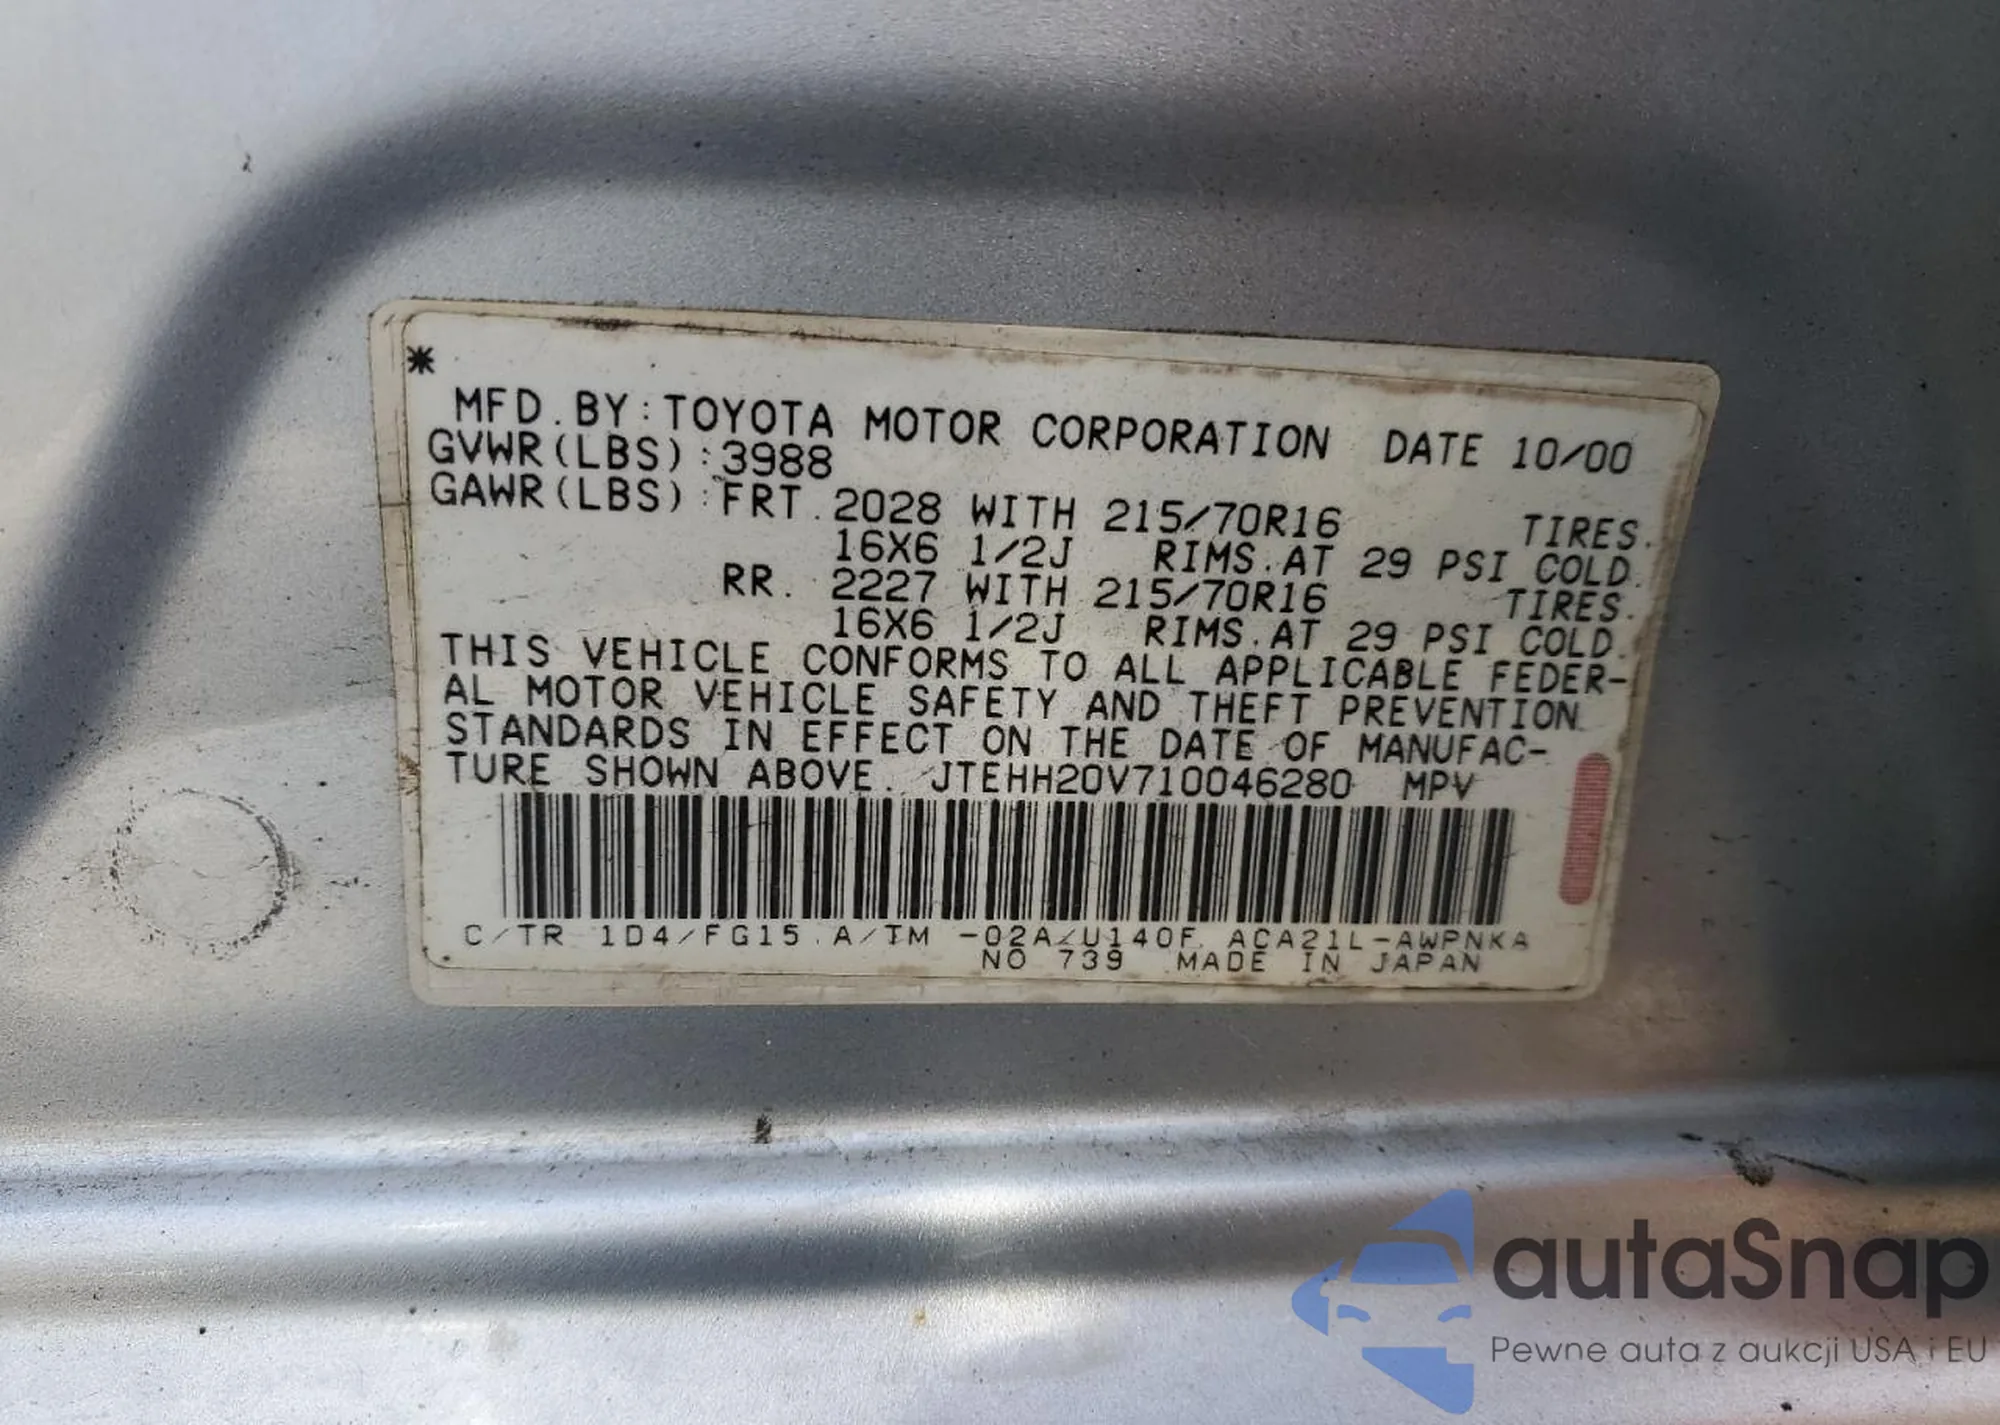 *
MFD.BY:TOYOTA MOTOR CORPORATION DATE 10/00
GVWR(LBS):3988
GAWR(LBS):FRT.2028 WITH 215/70R16 TIRES.
16X6 1/2J RIMS.AT 29 PSI COLD.
RR. 2227 WITH 215/70R16 TIRES.
16X6 1/2J RIMS.AT 29 PSI COLD.
THIS VEHICLE CONFORMS TO ALL APPLICABLE FEDER-
AL MOTOR VEHICLE SAFETY AND THEFT PREVENTION
STANDARDS IN EFFECT ON THE DATE OF MANUFAC-
TURE SHOWN ABOVE. JTEHH20V710046280 MPV
C/TR 1D4/FG15 A/TM -02A/U140F ACA21L-AWPNKA
NO 739 MADE IN JAPAN
autaSnap
Pewne auta z aukcji USA i EU